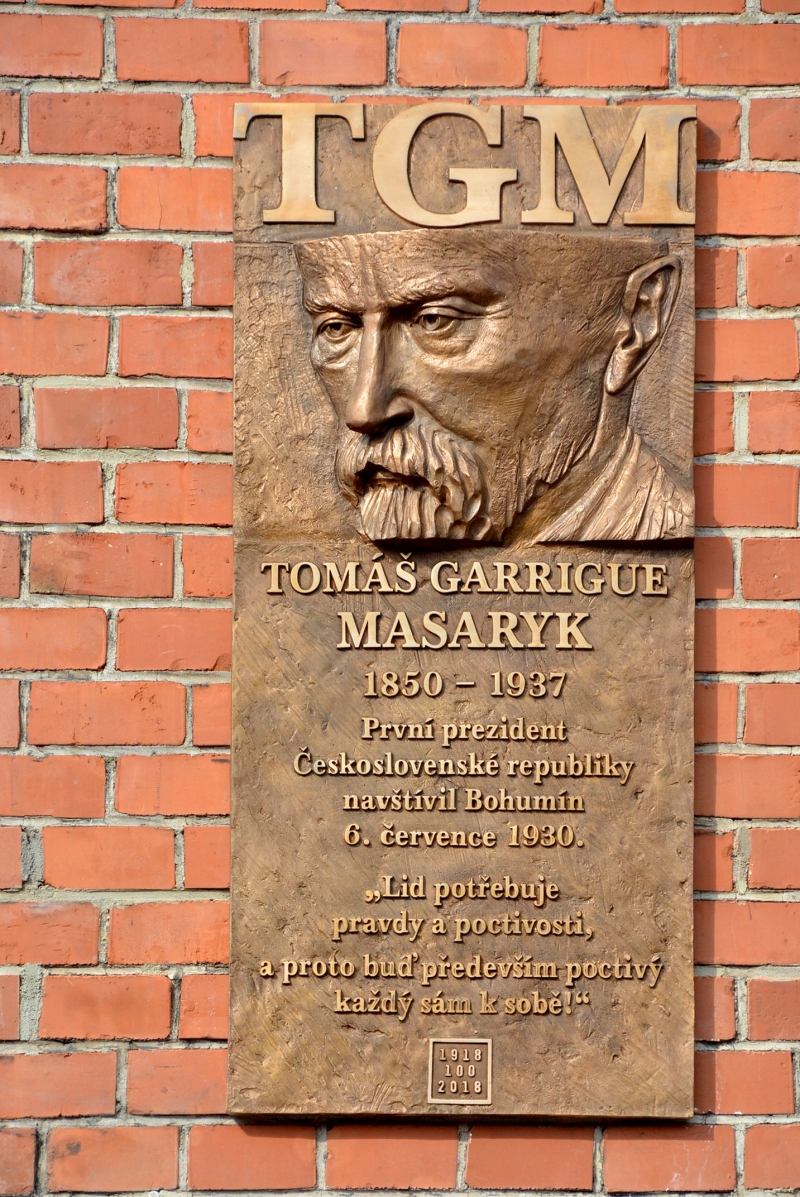 TGM
TOMÁŠ GARRIGUE
MASARYK
1850 – 1937
První prezident
Československé republiky
navštívil Bohumín
6. července 1930.
„Lid potřebuje
pravdy a poctivosti,
a proto buď především poctivý
každý sám k sobě!“
1918
100
2018